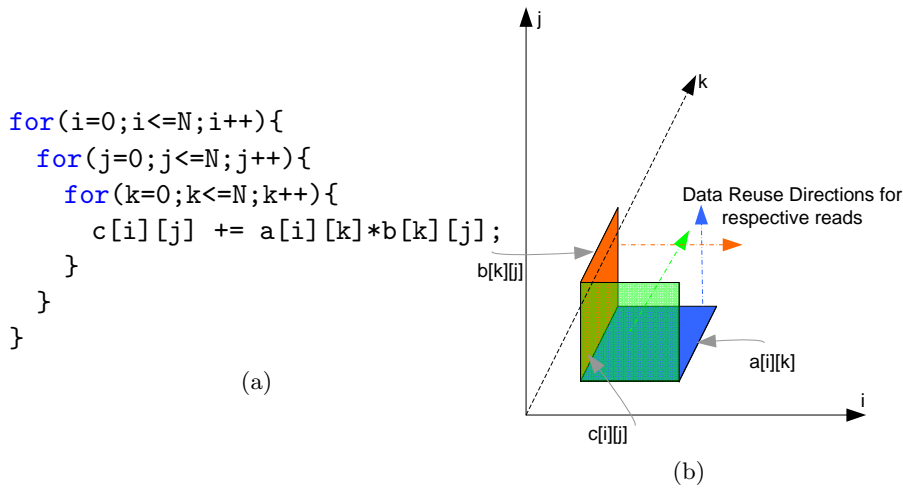 for(i=0;i<=N;i++){
for(j=0;j<=N;j++){
for(k=0;k<=N;k++){
c[i][j] += a[i][k]*b[k][j];
}
}
}
(a)
j
k
Data Reuse Directions for
respective reads
b[k][j]
a[i][k]
i
c[i][j]
(b)